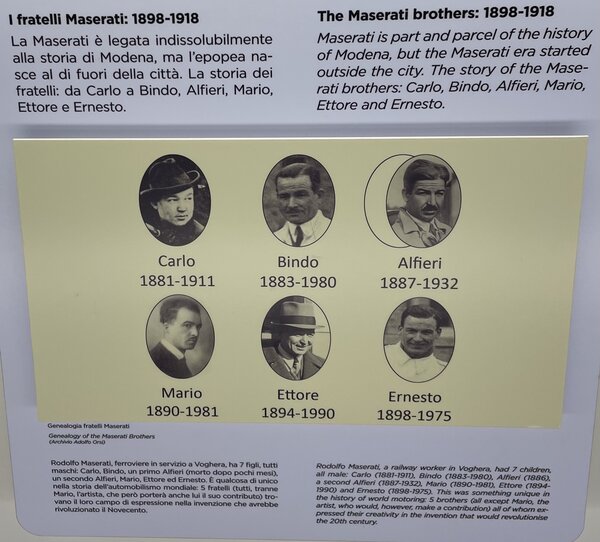 I fratelli Maserati: 1898-1918
La Maserati è legata indissolubilmente
alla storia di Modena, ma l'epopea na-
sce al di fuori della città. La storia dei
fratelli: da Carlo a Bindo, Alfieri, Mario,
Ettore e Ernesto.
The Maserati brothers: 1898-1918
Maserati is part and parcel of the history
of Modena, but the Maserati era started
outside the city. The story of the Mase-
rati brothers: Carlo, Bindo, Alfieri, Mario,
Ettore and Ernesto.
Carlo
1881-1911
Bindo
1883-1980
Alfieri
1887-1932
Mario
1890-1981
Ettore
1894-1990
Ernesto
1898-1975
Genealogia fratelli Maserati
Genealogy of the Maserati Brothers
(Archivio Adolfo Orsi)
Rodolfo Maserati, ferroviere in servizio a Voghera, ha 7 figli, tutti
maschi: Carlo, Bindo, un primo Alfieri (morto dopo pochi mesi),
un secondo Alfieri, Mario, Ettore ed Ernesto. È qualcosa di unico
nella storia dell'automobilismo mondiale: 5 fratelli (tutti, tranne
Mario, l'artista, che però porterà anche lui il suo contributo) tro-
vano il loro campo di espressione nella invenzione che avrebbe
rivoluzionato il Novecento.
Rodolfo Maserati, a railway worker in Voghera, had 7 children,
all male: Carlo (1881-1911), Bindo (1883-1980), Alfieri (1886),
a second Alfieri (1887-1932), Mario (1890-1981), Ettore (1894-
1990) and Ernesto (1898-1975). This was something unique in
the history of world motoring: 5 brothers (all except Mario, the
artist, who would, however, make a contribution) all of whom ex-
pressed their creativity in the invention that would revolutionise
the 20th century.